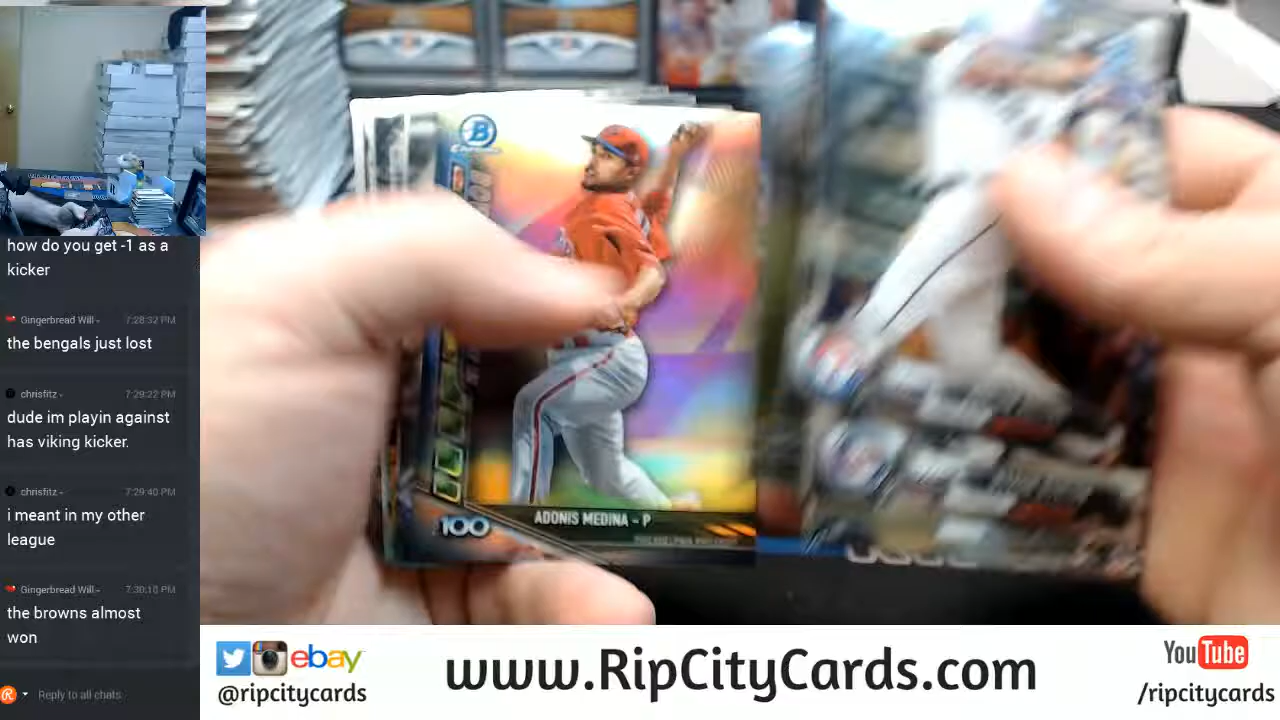 how do you get -1 as a
kicker
Gingerbread Will 7:28:32 PM
the bengals just lost
chrisfitz 7:29:22 PM
dude im playin against
has viking kicker.
chrisfitz 7:29:40 PM
i meant in my other
league
Gingerbread Will 7:30:10 PM
the browns almost
won
Reply to all chats.
B
100
ADONIS MEDINA - P
ebay
@ripcitycards
www.RipCityCards.com
YouTube
/ripcitycards